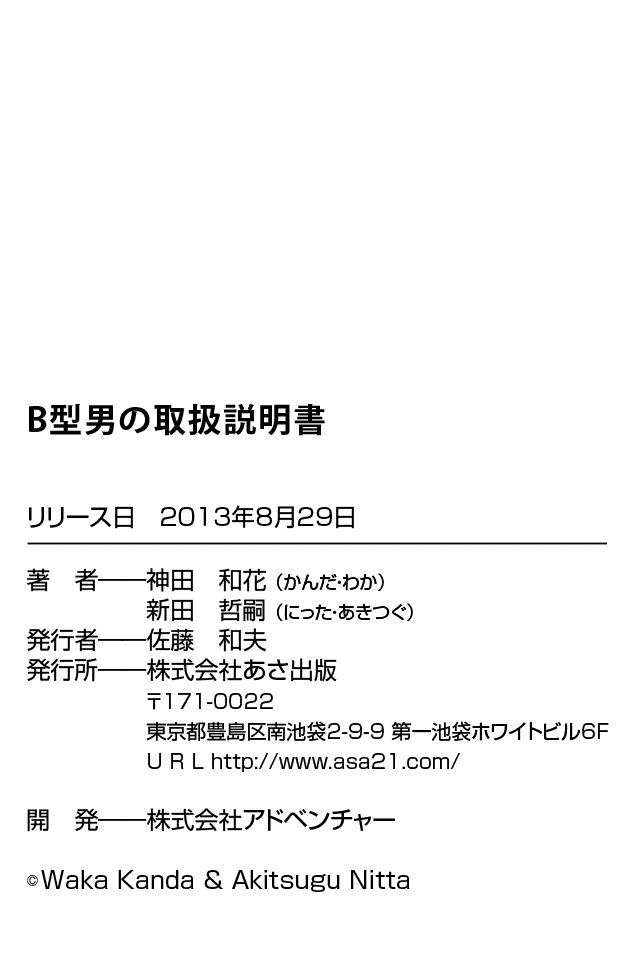 B型男の取扱説明書
リリース日　2013年8月29日
著　者――神田　和花（かんだ・わか）
新田　哲嗣（にった・あきつぐ）
発行者――佐藤　和夫
発行所――株式会社あさ出版
〒171-0022
東京都豊島区南池袋2-9-9 第一池袋ホワイトビル6F
U R L http://www.asa21.com/
開　発――株式会社アドベンチャー
©Waka Kanda & Akitsugu Nitta